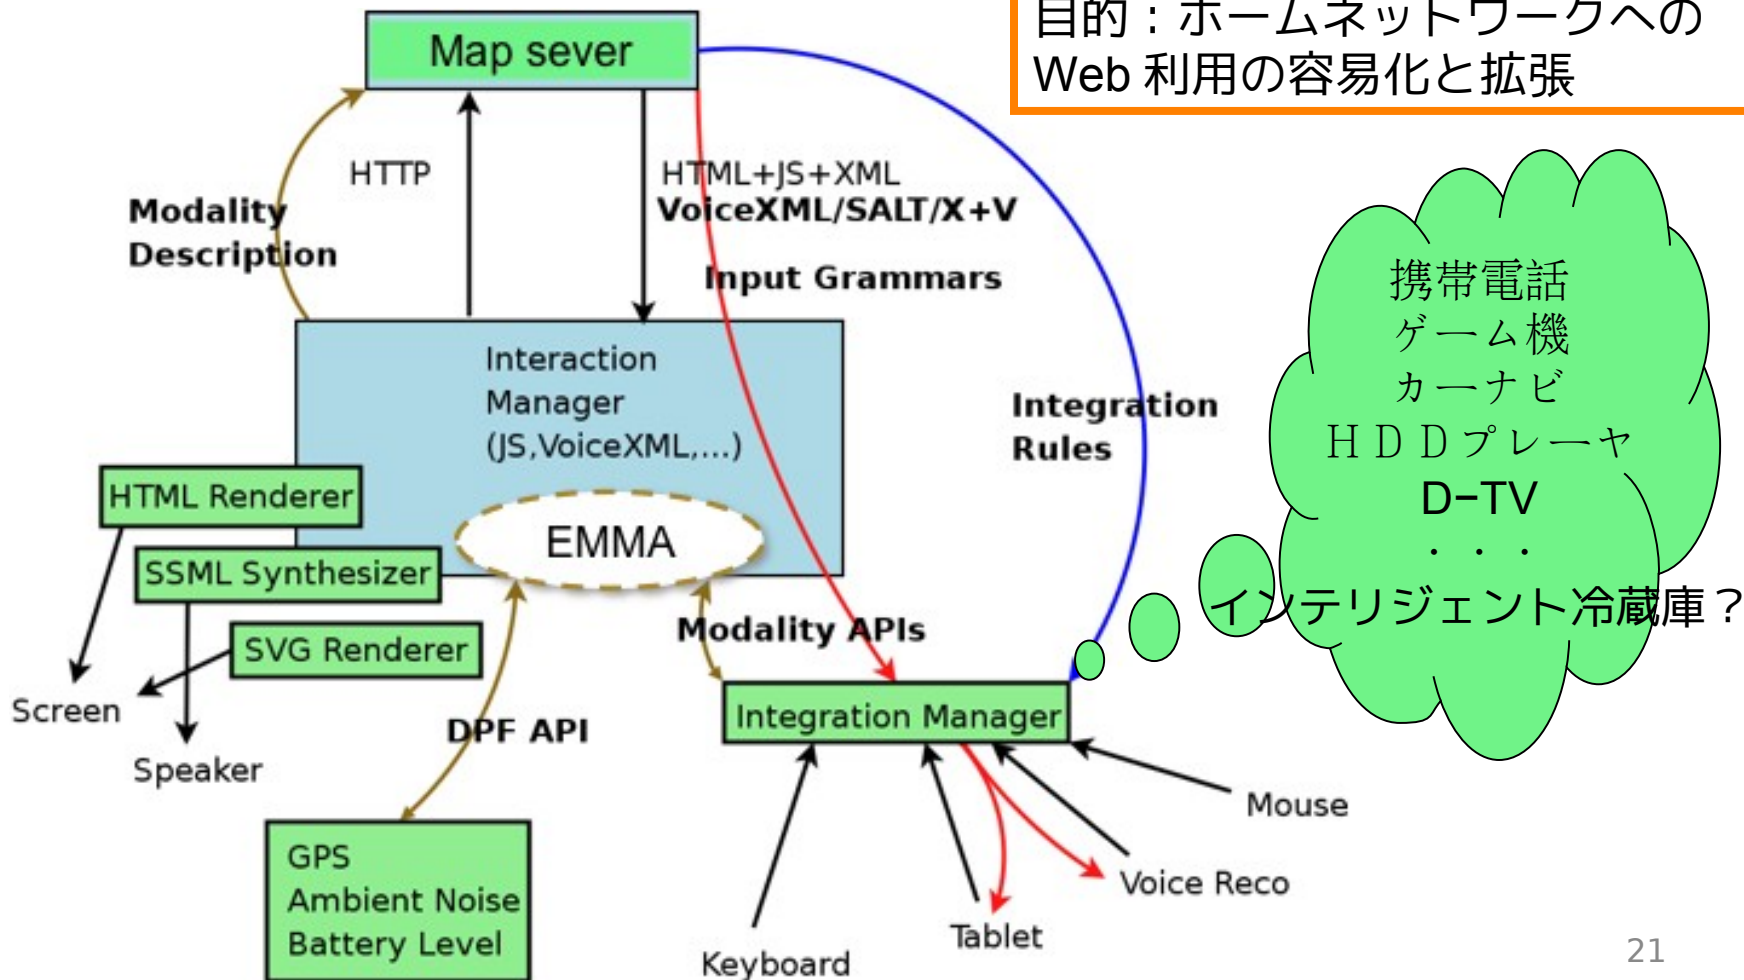 目的：ホームネットワークへの
Web 利用の容易化と拡張
Map sever
HTTP
HTML+JS+XML
VoiceXML/SALT/X+V
Modality
Description
Input Grammars
Interaction
Manager
(JS,VoiceXML,...)
Integration
Rules
HTML Renderer
SSML Synthesizer
SVG Renderer
EMMA
Modality APIs
Screen
Speaker
DPF API
Integration Manager
GPS
Ambient Noise
Battery Level
Keyboard
Tablet
Voice Reco
Mouse
携帯電話
ゲーム機
カーナビ
ＨＤＤプレーヤ
D−TV
・・・
インテリジェント冷蔵庫？
21